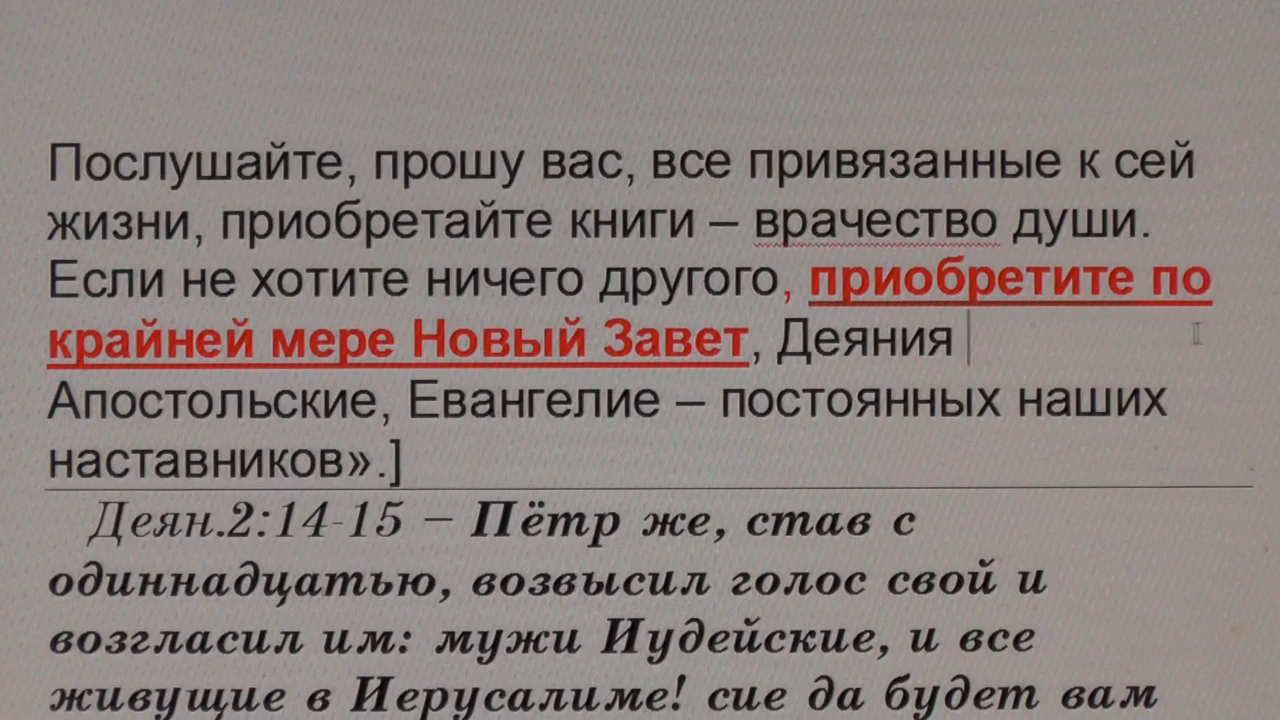 Послушайте, прошу вас, все привязанные к сей
жизни, приобретайте книги – врачество души.
Если не хотите ничего другого, приобретите по
крайней мере Новый Завет, Деяния
Апостольские, Евангелие – постоянных наших
наставников».]
Деян.2:14-15 – Пётр же, став с
одиннадцатью, возвысил голос свой и
возгласил им: мужи Иудейские, и все
живущие в Иерусалиме! сие да будет вам